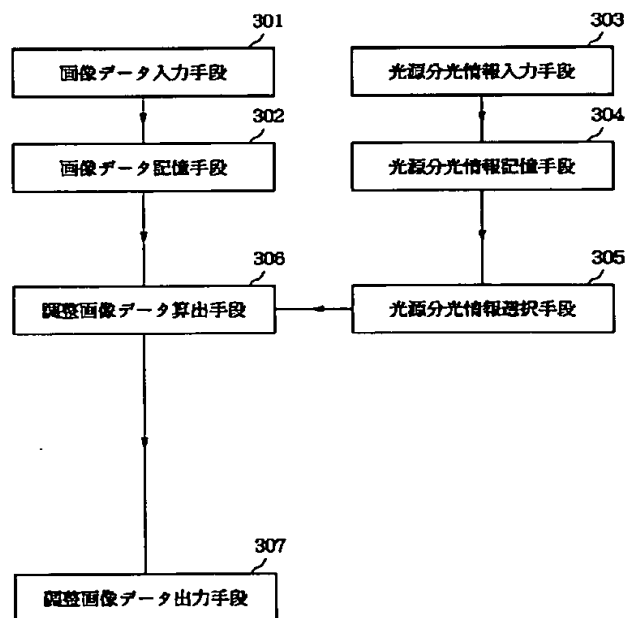 301
画像データ入力手段
303
光源分光情報入力手段
302
画像データ記憶手段
304
光源分光情報記憶手段
306
調整画像データ算出手段
305
光源分光情報選択手段
307
調整画像データ出力手段